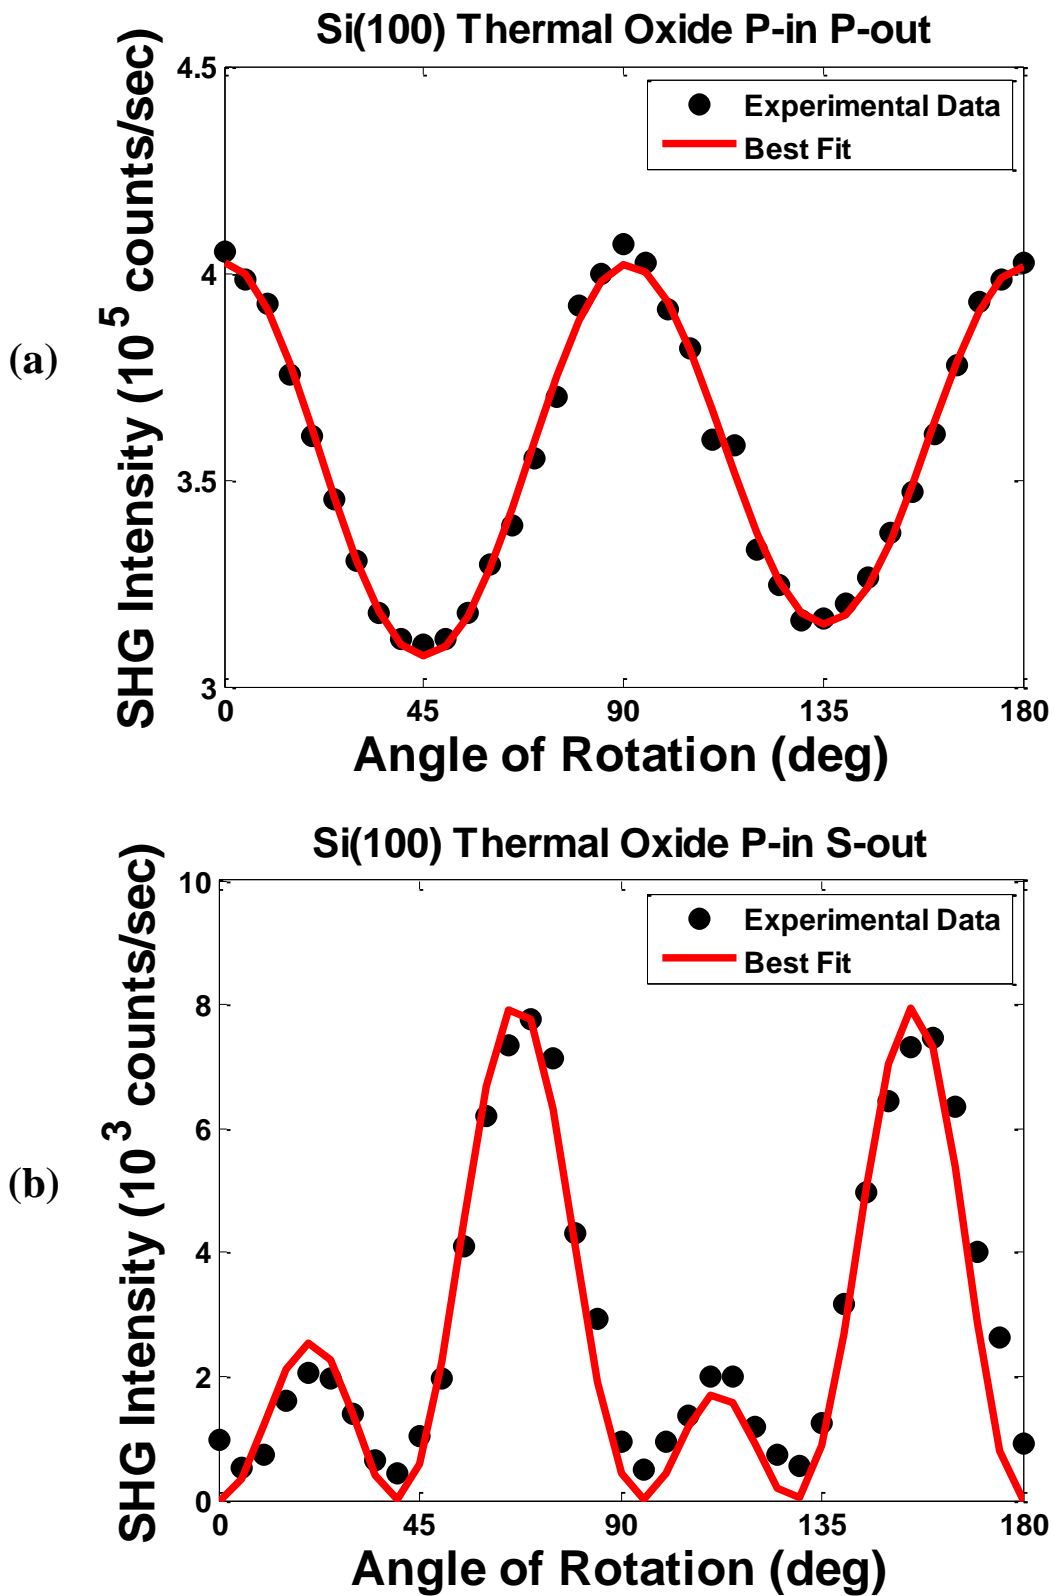 Si(100) Thermal Oxide P-in P-out
4.5
4
3.5
3
SHG Intensity (10^5 counts/sec)
Experimental Data
Best Fit
(a)
0 45 90 135 180
Angle of Rotation (deg)
Si(100) Thermal Oxide P-in S-out
10
8
6
4
2
0
SHG Intensity (10^3 counts/sec)
Experimental Data
Best Fit
(b)
0 45 90 135 180
Angle of Rotation (deg)